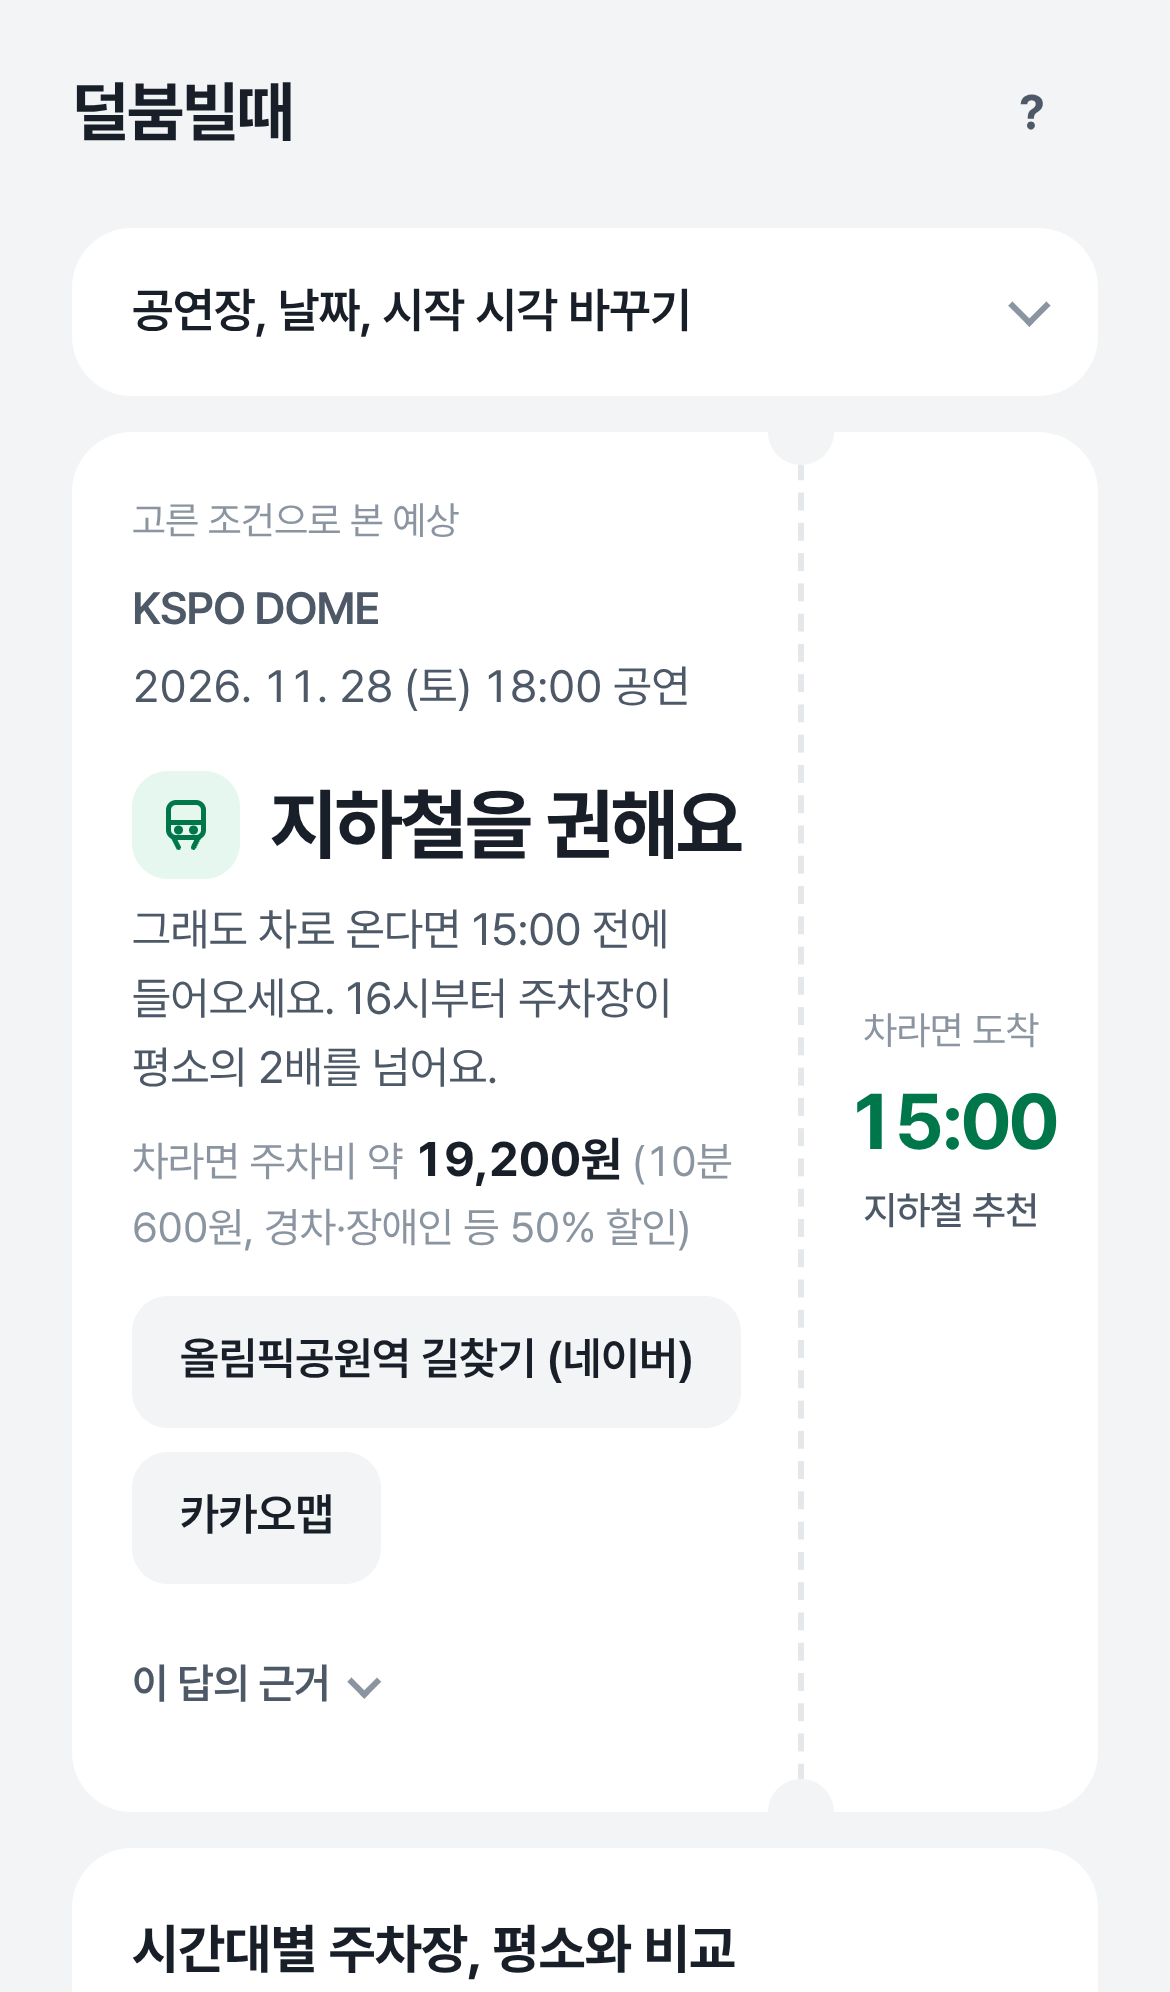 덜붐빌때
?
공연장, 날짜, 시작 시각 바꾸기
고른 조건으로 본 예상
KSPO DOME
2026. 11. 28 (토) 18:00 공연
지하철을 권해요
그래도 차로 온다면 15:00 전에
들어오세요. 16시부터 주차장이
평소의 2배를 넘어요.
차라면 주차비 약 19,200원 (10분
600원, 경차·장애인 등 50% 할인)
올림픽공원역 길찾기 (네이버)
카카오맵
이 답의 근거
차라면 도착
15:00
지하철 추천
시간대별 주차장, 평소와 비교